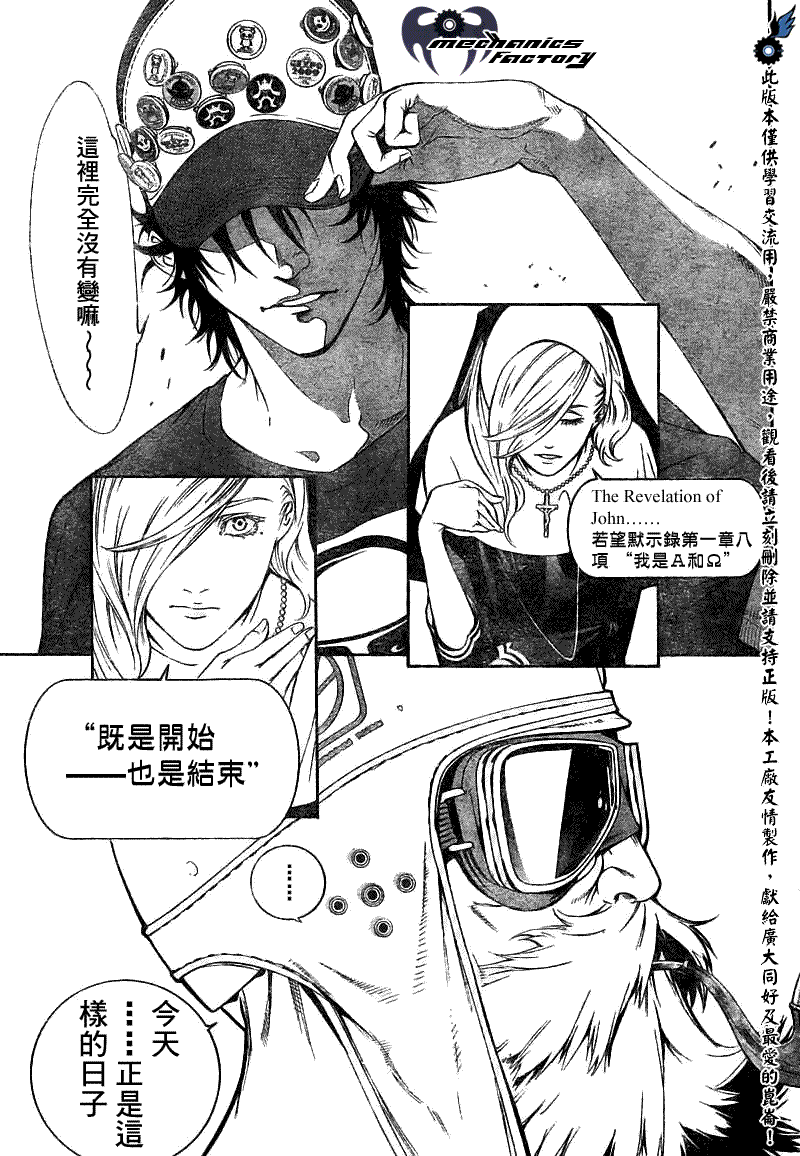 mechanics
factory
此版本僅供學習交流用！嚴禁商業用途，觀看後請立刻刪除並請支持正版！本工廠友情製作，獻給廣大同好及最愛的崑崙！
這裡完全沒有變嘛～～
The Revelation of
John……
若望默示錄第一章八
項 “我是A和Ω”
“既是開始
——也是結束”
……
今天
……正是這
樣的日子